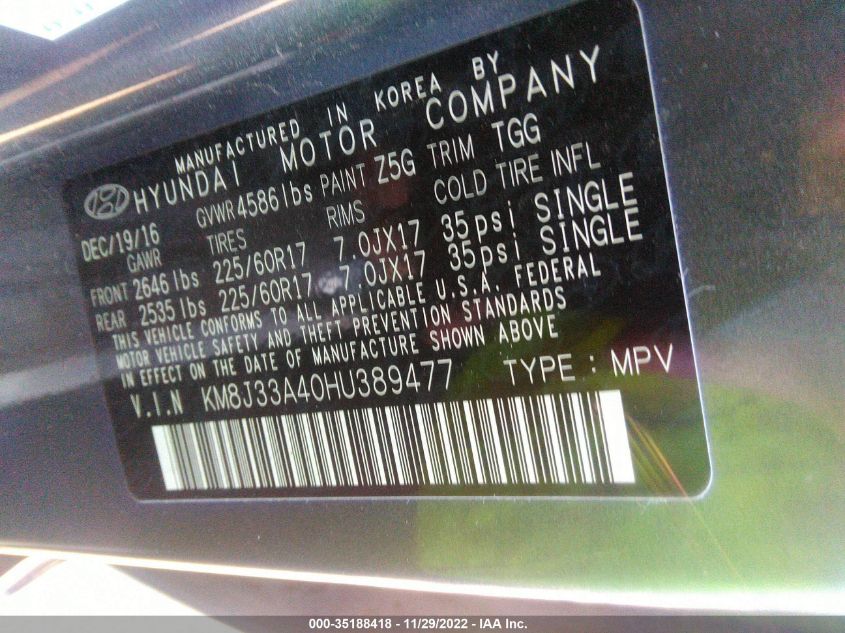 MANUFACTURED IN KOREA BY
HYUNDAI MOTOR COMPANY
DEC/19/16 GVWR 4586 lbs PAINT Z5G TRIM TGG
GAWR TIRES RIMS COLD TIRE INFL
FRONT 2646 lbs 225/60R17 7.0JX17 35psi SINGLE
REAR 2535 lbs 225/60R17 7.0JX17 35psi SINGLE
THIS VEHICLE CONFORMS TO ALL APPLICABLE U.S.A. FEDERAL
MOTOR VEHICLE SAFETY AND THEFT PREVENTION STANDARDS
IN EFFECT ON THE DATE OF MANUFACTURE SHOWN ABOVE
V.I.N KM8J33A40HU389477 TYPE: MPV
000-35188418 - 11/29/2022 - IAA Inc.